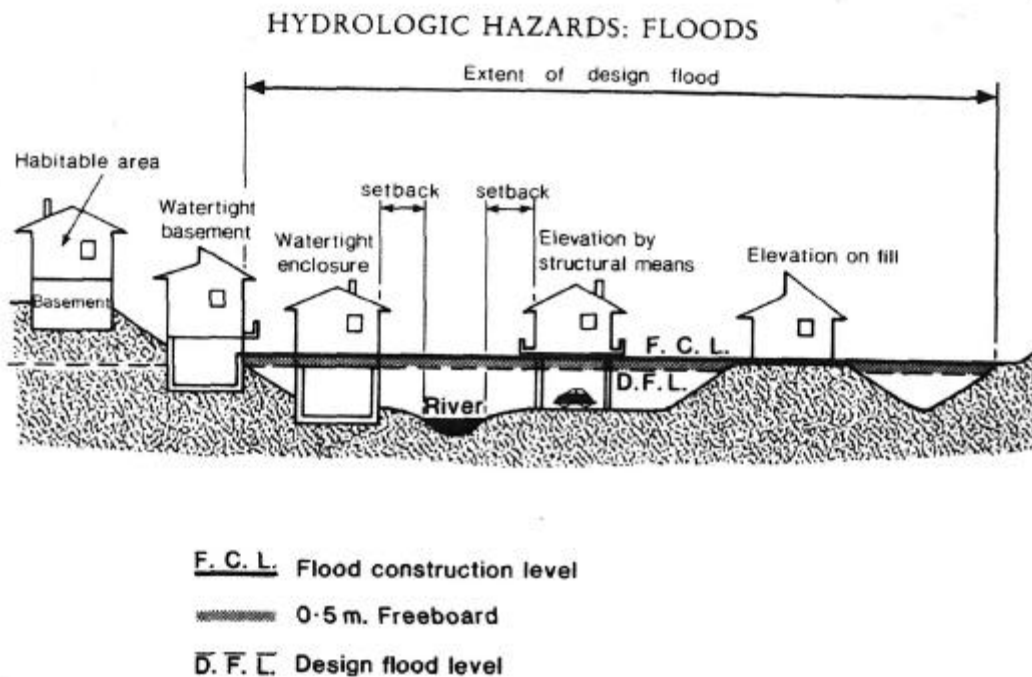 HYDROLOGIC HAZARDS: FLOODS
Extent of design flood
Habitable area
setback
setback
Watertight
basement
Watertight
enclosure
Elevation by
structural means
Elevation on fill
Basement
F. C. L.
D. F. L.
River
F. C. L. Flood construction level
0·5 m. Freeboard
D. F. L. Design flood level